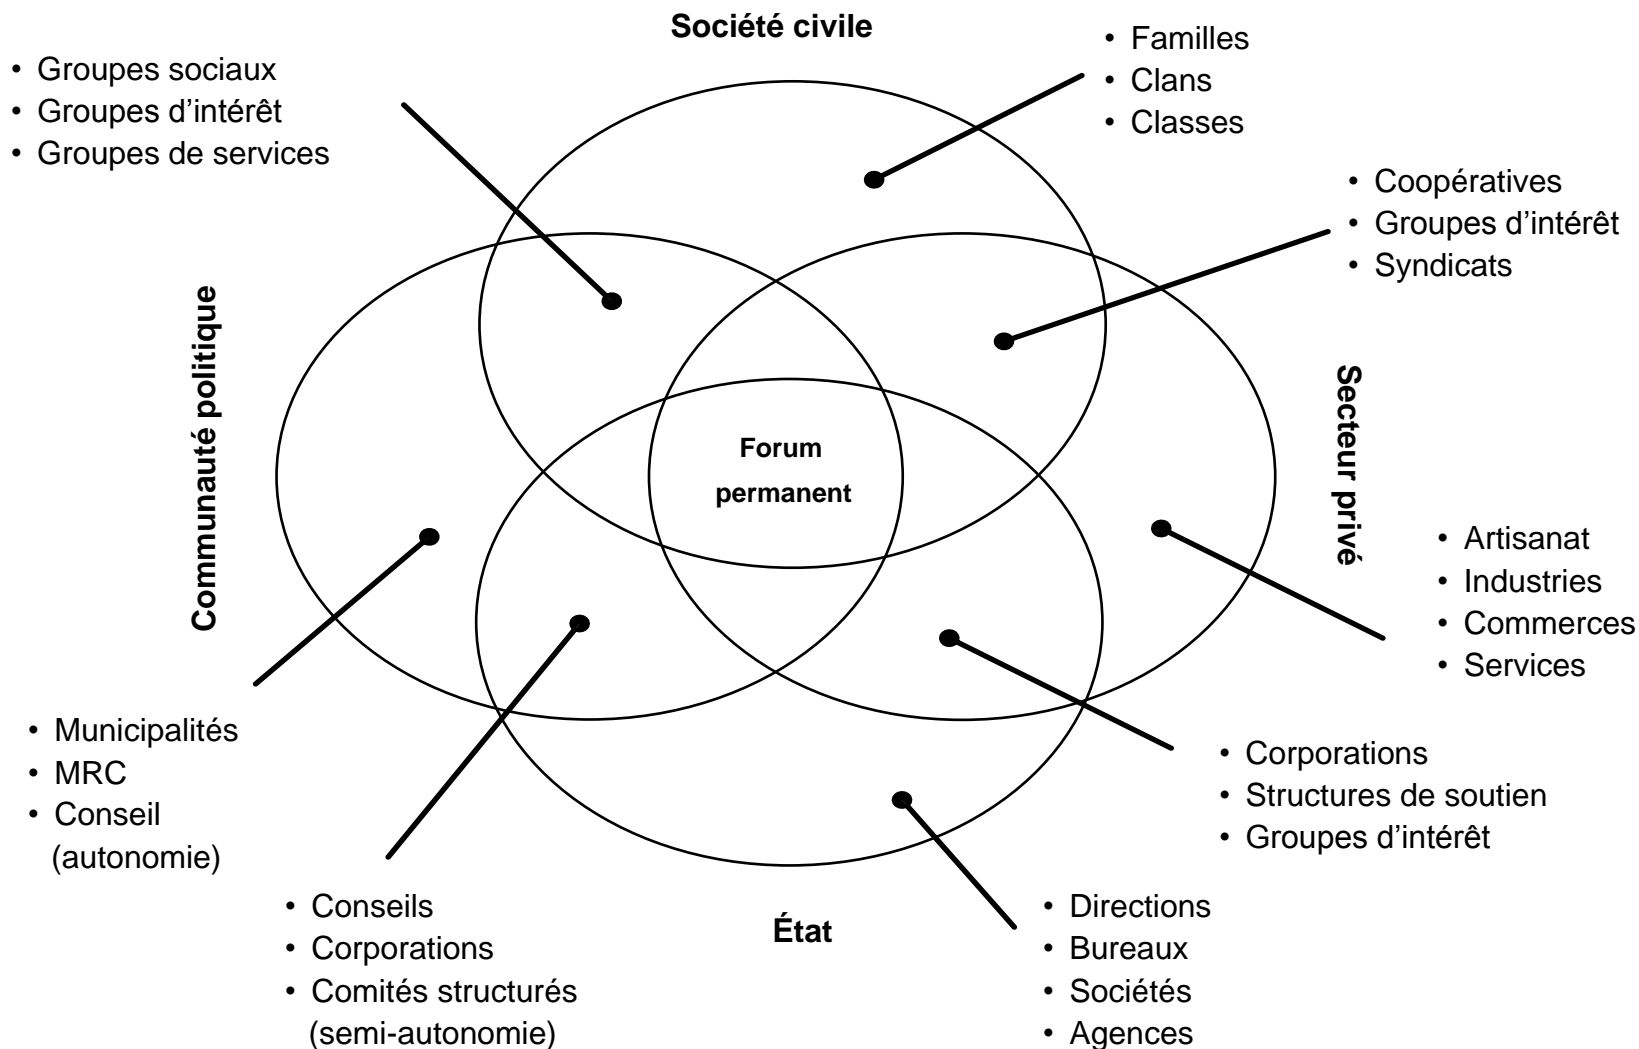 Société civile
• Groupes sociaux
• Groupes d’intérêt
• Groupes de services
• Familles
• Clans
• Classes
• Coopératives
• Groupes d’intérêt
• Syndicats
Communauté politique
Forum
permanent
Secteur privé
• Artisanat
• Industries
• Commerces
• Services
• Municipalités
• MRC
• Conseil
(autonomie)
• Corporations
• Structures de soutien
• Groupes d’intérêt
• Conseils
• Corporations
• Comités structurés
(semi-autonomie)
État
• Directions
• Bureaux
• Sociétés
• Agences